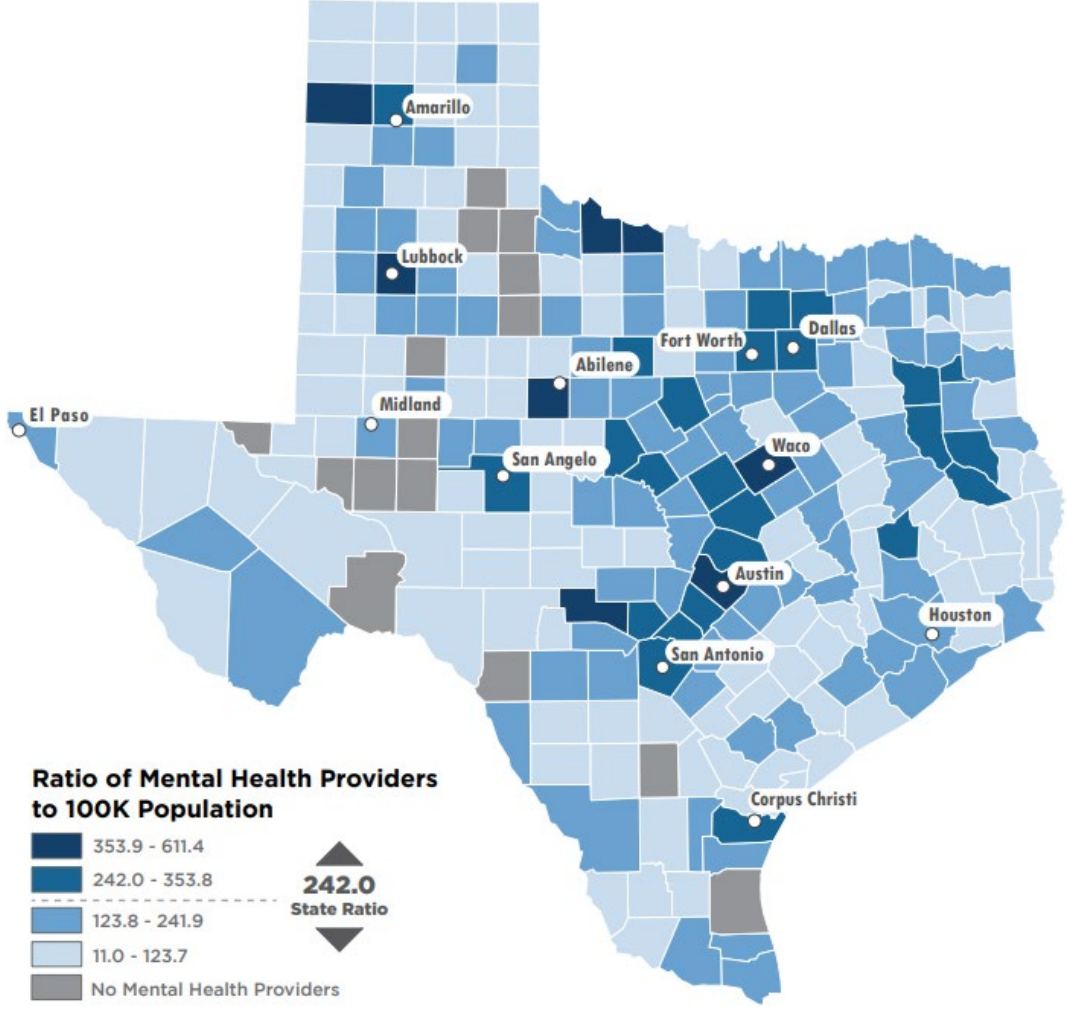 Amarillo
Lubbock
Fort Worth
Dallas
Abilene
Midland
El Paso
Waco
San Angelo
Austin
Houston
San Antonio
Corpus Christi
Ratio of Mental Health Providers
to 100K Population
353.9 - 611.4
242.0 - 353.8
242.0
State Ratio
123.8 - 241.9
11.0 - 123.7
No Mental Health Providers